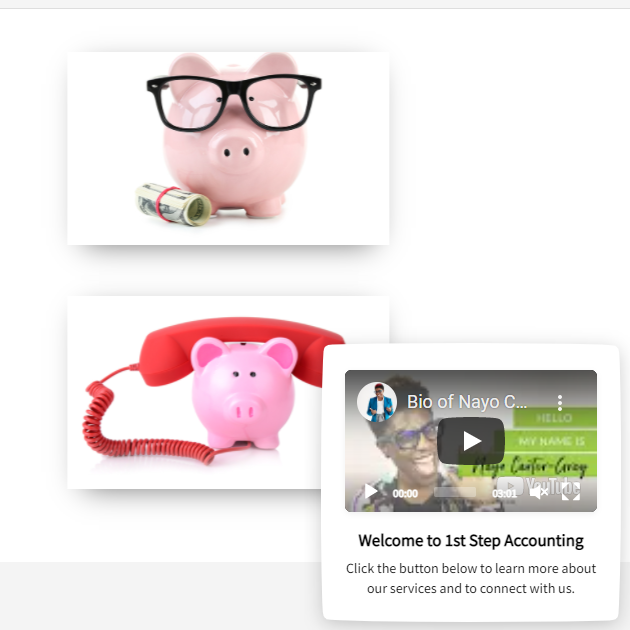 Bio of Nayo C...
HELLO
MY NAME IS
Nayo Carter-Gray
00:00
03:01
YouTube
Welcome to 1st Step Accounting
Click the button below to learn more about
our services and to connect with us.